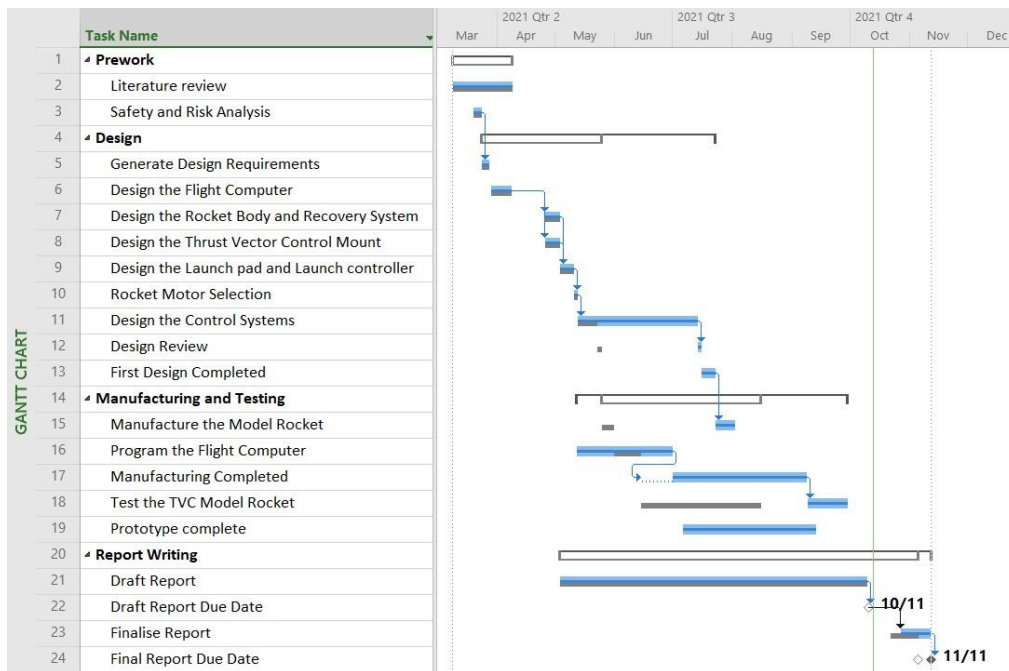 2021 Qtr 2 2021 Qtr 3 2021 Qtr 4
Task Name Mar Apr May Jun Jul Aug Sep Oct Nov Dec
1 Prework
2 Literature review
3 Safety and Risk Analysis
4 Design
5 Generate Design Requirements
6 Design the Flight Computer
7 Design the Rocket Body and Recovery System
8 Design the Thrust Vector Control Mount
9 Design the Launch pad and Launch controller
10 Rocket Motor Selection
11 Design the Control Systems
12 Design Review
13 First Design Completed
14 Manufacturing and Testing
15 Manufacture the Model Rocket
16 Program the Flight Computer
17 Manufacturing Completed
18 Test the TVC Model Rocket
19 Prototype complete
20 Report Writing
21 Draft Report
22 Draft Report Due Date 10/11
23 Finalise Report
24 Final Report Due Date 11/11
GANTT CHART